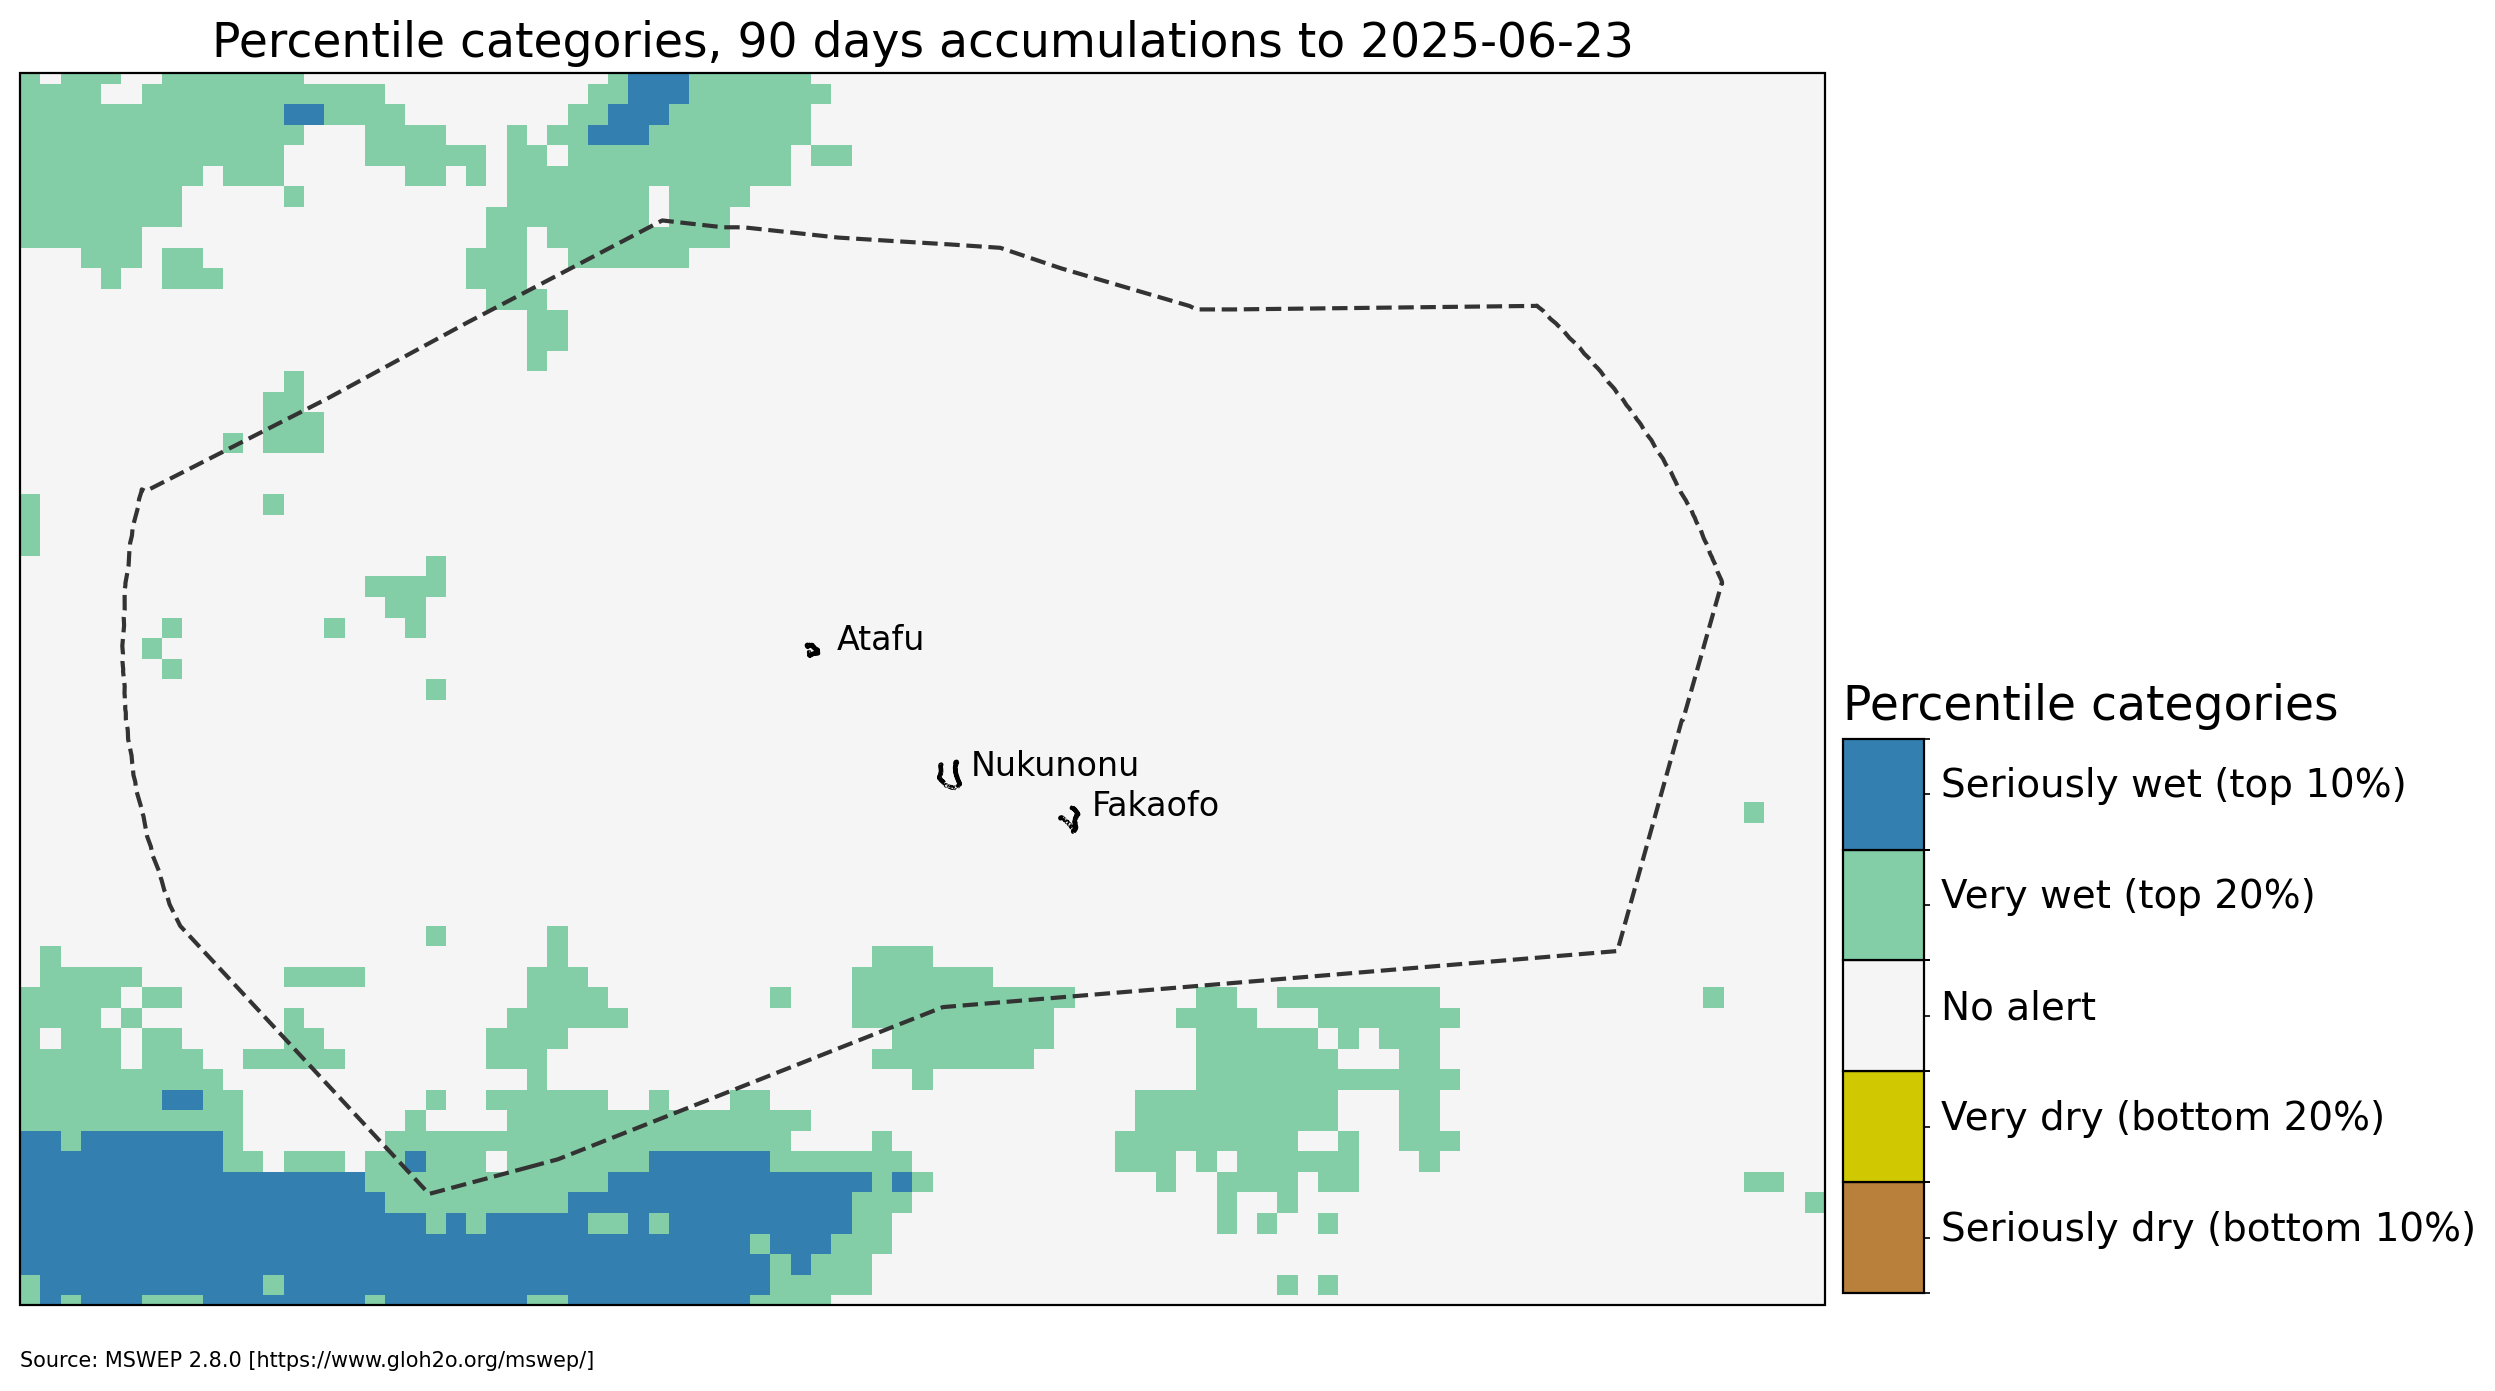 Percentile categories, 90 days accumulations to 2025-06-23
Atafu
Nukunonu
Fakaofo
Percentile categories
Seriously wet (top 10%)
Very wet (top 20%)
No alert
Very dry (bottom 20%)
Seriously dry (bottom 10%)
Source: MSWEP 2.8.0 [https://www.gloh2o.org/mswep/]